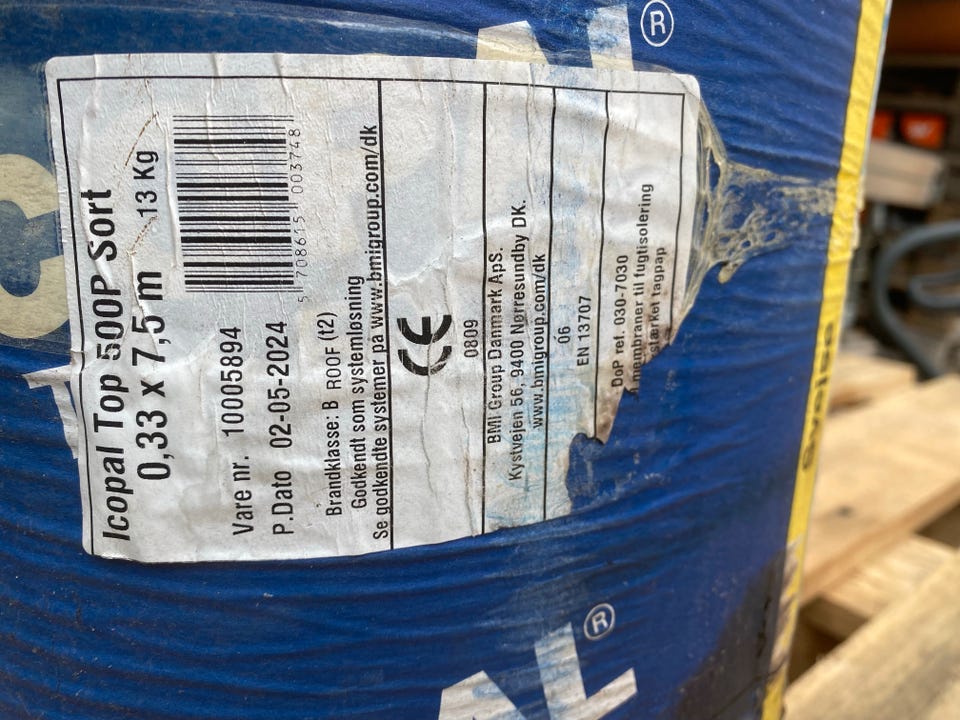 Icopal Top 500P Sort
0,33 x 7,5 m 13 Kg
5 708615 003748
Vare nr. 10005894
P.Dato 02-05-2024
Brandklasse: B ROOF (t2)
Godkendt som systemløsning
Se godkendte systemer på www.bmigroup.com/dk
CE
0809
BMI Group Danmark ApS.
Kystvejen 56, 9400 Nørresundby DK.
www.bmigroup.com/dk
06
EN 13707
DoP ref. 030-7030
membraner til fugtisolering
tagpap
AL®
AL®